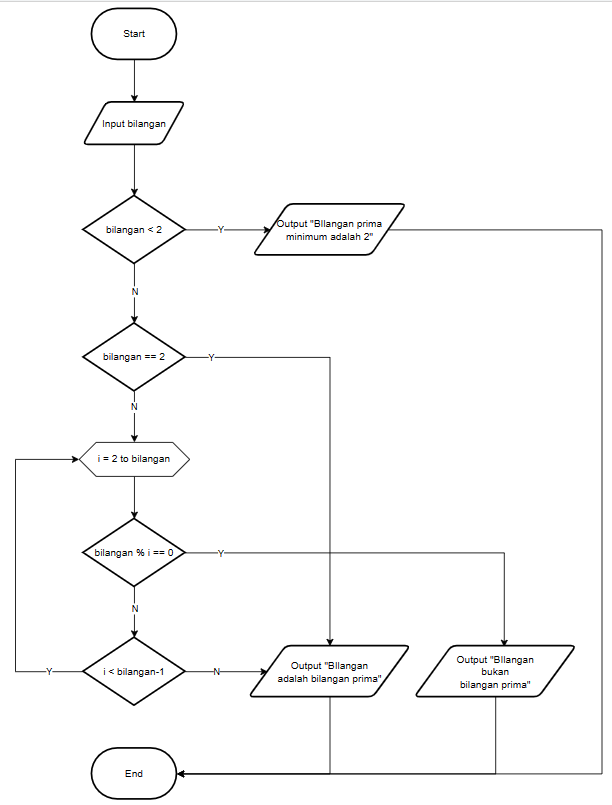 Start
Input bilangan
bilangan < 2
Y
Output "BIlangan prima
minimum adalah 2"
N
bilangan == 2
Y
N
i = 2 to bilangan
bilangan % i == 0
Y
N
i < bilangan-1
Y
N
Output "BIlangan
adalah bilangan prima"
Output "BIlangan
bukan
bilangan prima"
End